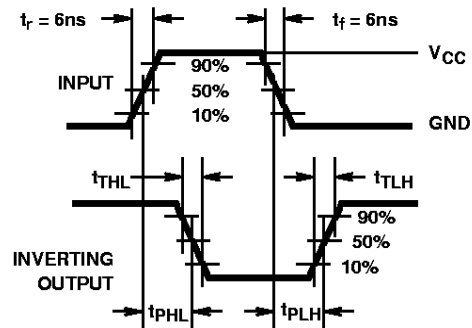 tr = 6ns
tf = 6ns
VCC
90%
INPUT
50%
10%
GND
tTHL
tTLH
90%
50%
INVERTING
10%
OUTPUT
tPHL
tPLH